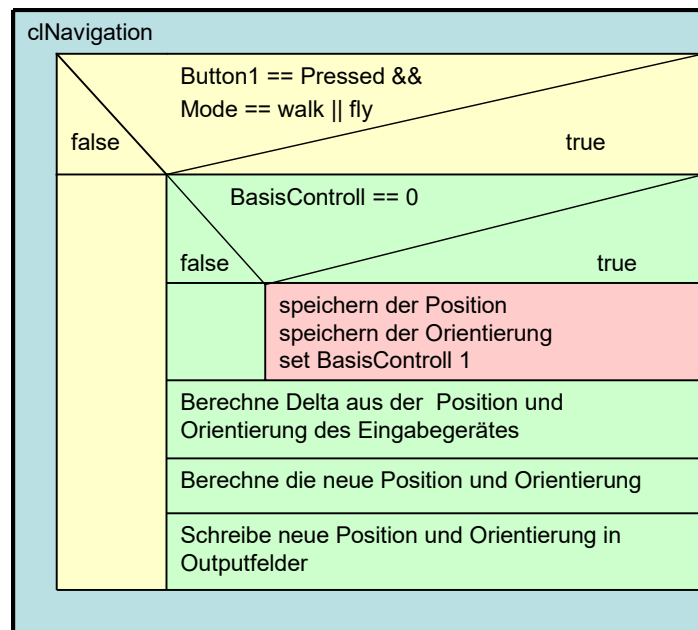 clNavigation
Button1 == Pressed &&
Mode == walk || fly
false
true
BasisControll == 0
false
true
speichern der Position
speichern der Orientierung
set BasisControll 1
Berechne Delta aus der Position und
Orientierung des Eingabegerätes
Berechne die neue Position und Orientierung
Schreibe neue Position und Orientierung in
Outputfelder